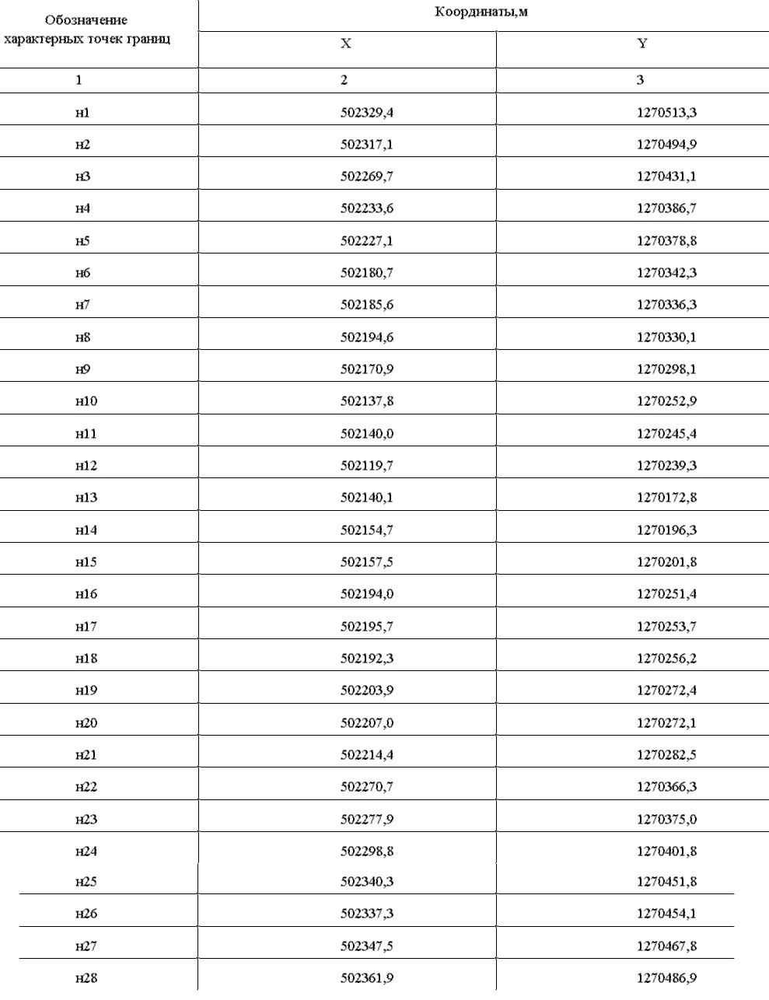 Обозначение
характерных точек границ
Координаты,м
X
Y
1 2 3
н1 502329,4 1270513,3
н2 502317,1 1270494,9
н3 502269,7 1270431,1
н4 502233,6 1270386,7
н5 502227,1 1270378,8
н6 502180,7 1270342,3
н7 502185,6 1270336,3
н8 502194,6 1270330,1
н9 502170,9 1270298,1
н10 502137,8 1270252,9
н11 502140,0 1270245,4
н12 502119,7 1270239,3
н13 502140,1 1270172,8
н14 502154,7 1270196,3
н15 502157,5 1270201,8
н16 502194,0 1270251,4
н17 502195,7 1270253,7
н18 502192,3 1270256,2
н19 502203,9 1270272,4
н20 502207,0 1270272,1
н21 502214,4 1270282,5
н22 502270,7 1270366,3
н23 502277,9 1270375,0
н24 502298,8 1270401,8
н25 502340,3 1270451,8
н26 502337,3 1270454,1
н27 502347,5 1270467,8
н28 502361,9 1270486,9